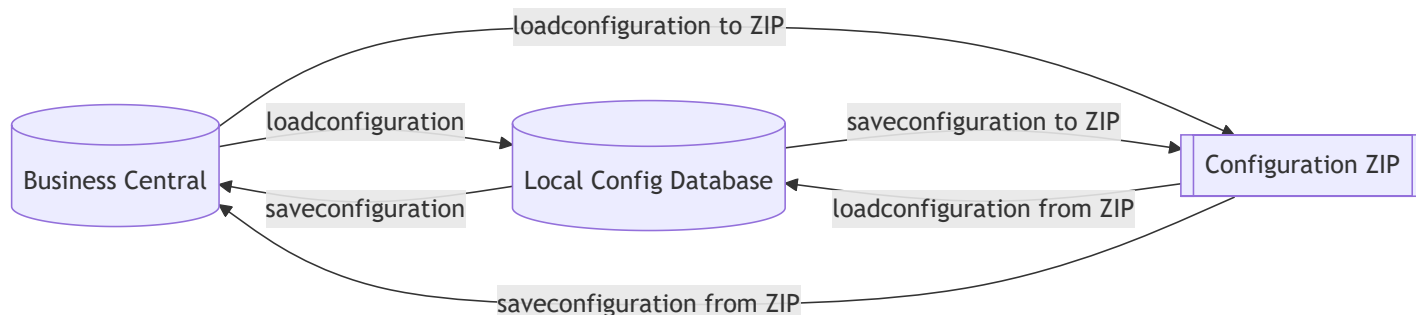 loadconfiguration to ZIP
loadconfiguration
saveconfiguration to ZIP
Business Central
Local Config Database
Configuration ZIP
saveconfiguration
loadconfiguration from ZIP
saveconfiguration from ZIP